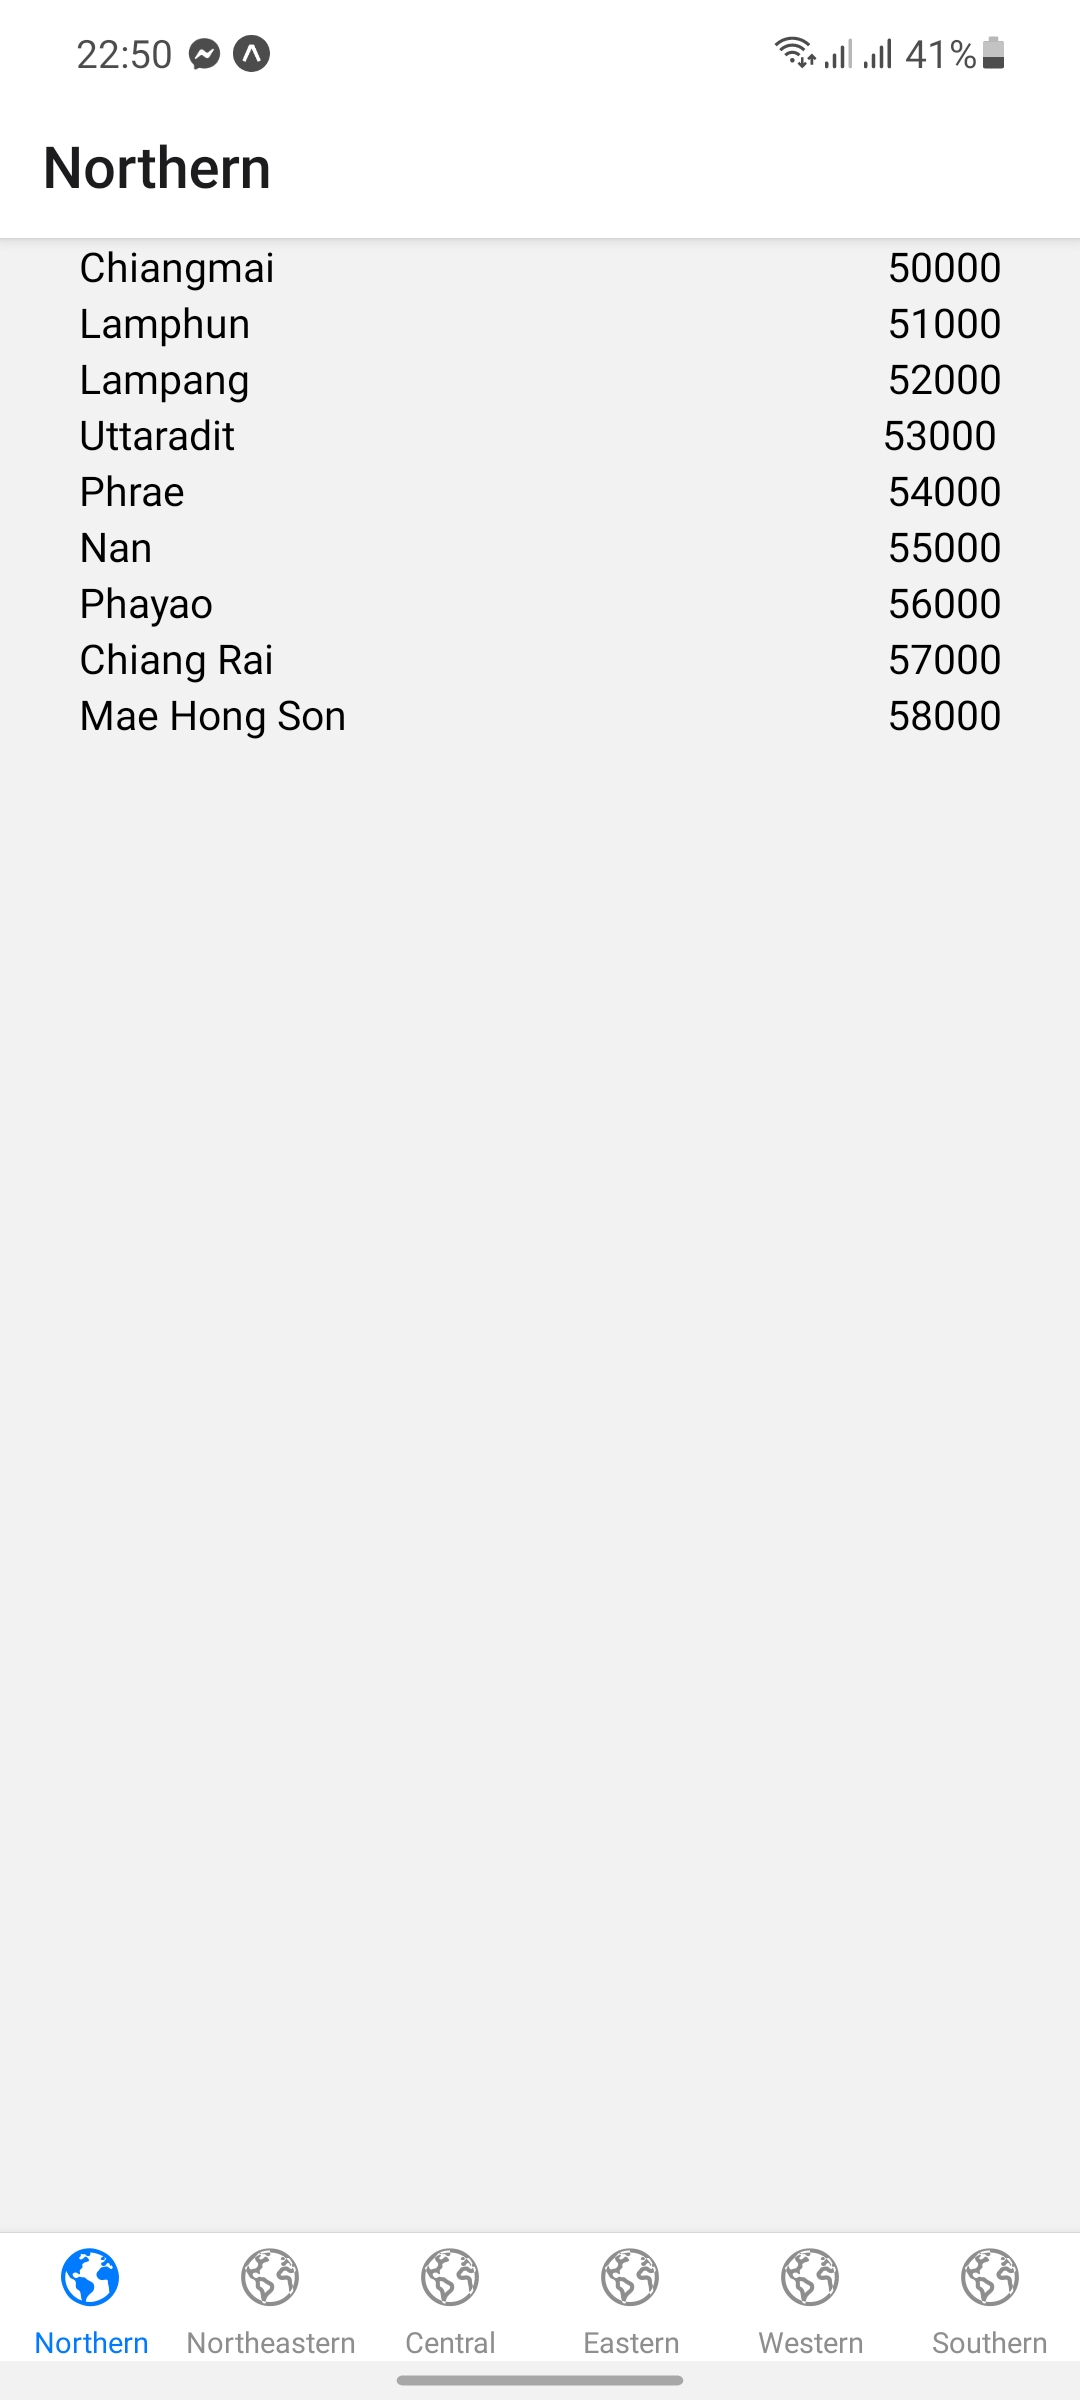 22:50 41%
Northern
Chiangmai 50000
Lamphun 51000
Lampang 52000
Uttaradit 53000
Phrae 54000
Nan 55000
Phayao 56000
Chiang Rai 57000
Mae Hong Son 58000
Northern Northeastern Central Eastern Western Southern